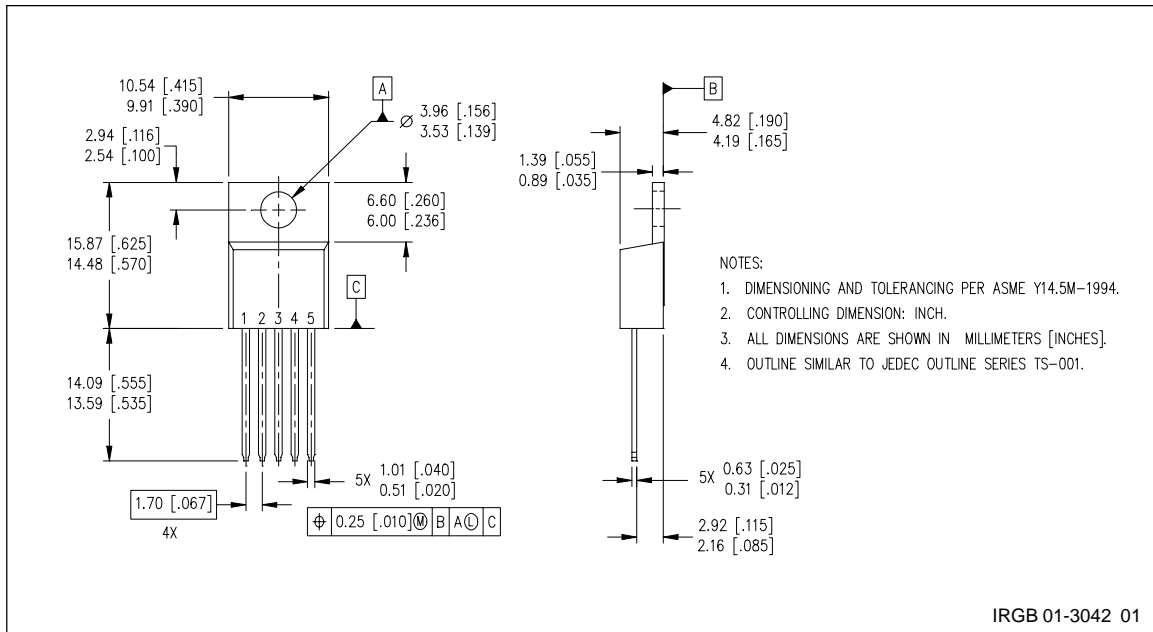 10.54 [.415]
9.91 [.390]
A
⌀ 3.96 [.156]
3.53 [.139]
2.94 [.116]
2.54 [.100]
6.60 [.260]
6.00 [.236]
15.87 [.625]
14.48 [.570]
C
1 2 3 4 5
14.09 [.555]
13.59 [.535]
5X 1.01 [.040]
0.51 [.020]
1.70 [.067]
4X
⌖ 0.25 [.010]Ⓜ B AⓁ C
B
4.82 [.190]
4.19 [.165]
1.39 [.055]
0.89 [.035]
NOTES:
1. DIMENSIONING AND TOLERANCING PER ASME Y14.5M-1994.
2. CONTROLLING DIMENSION: INCH.
3. ALL DIMENSIONS ARE SHOWN IN MILLIMETERS [INCHES].
4. OUTLINE SIMILAR TO JEDEC OUTLINE SERIES TS-001.
5X 0.63 [.025]
0.31 [.012]
2.92 [.115]
2.16 [.085]
IRGB 01-3042 01